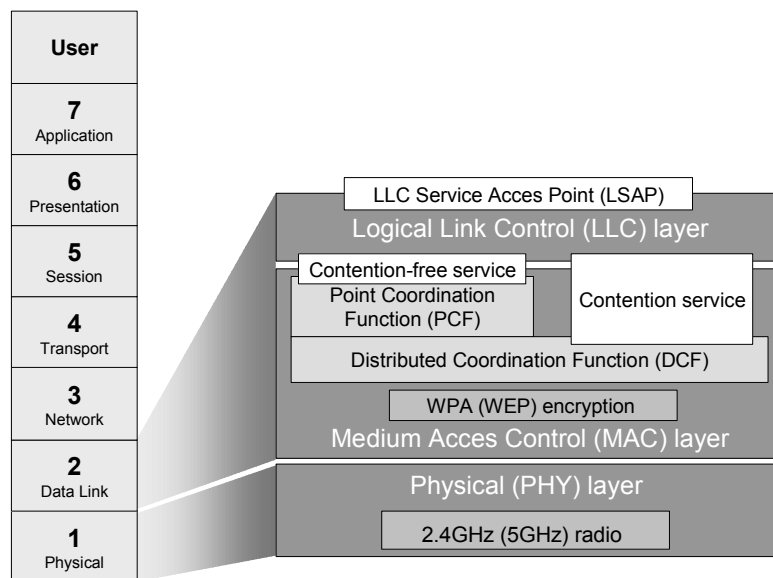 User
7
Application
6
Presentation
5
Session
4
Transport
3
Network
2
Data Link
1
Physical
LLC Service Acces Point (LSAP)
Logical Link Control (LLC) layer
Contention-free service
Point Coordination
Function (PCF)
Contention service
Distributed Coordination Function (DCF)
WPA (WEP) encryption
Medium Acces Control (MAC) layer
Physical (PHY) layer
2.4GHz (5GHz) radio